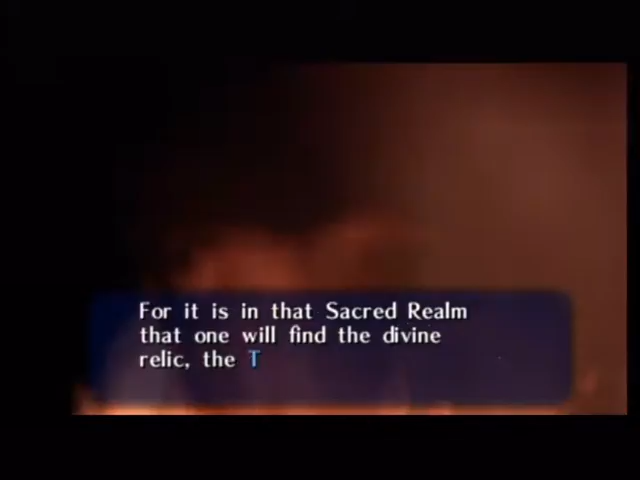 For it is in that Sacred Realm
that one will find the divine
relic, the T